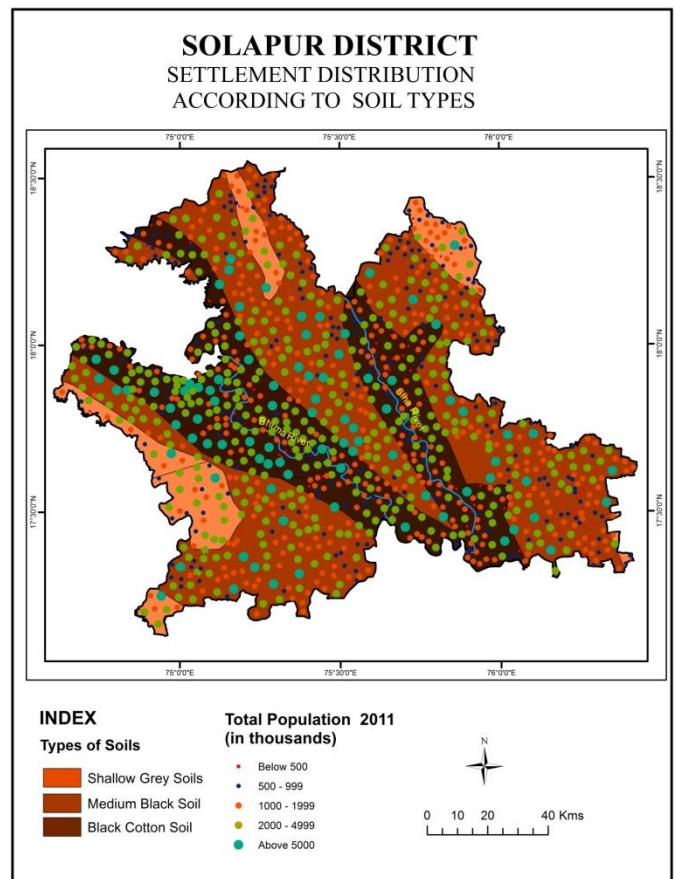 SOLAPUR DISTRICT
SETTLEMENT DISTRIBUTION
ACCORDING TO SOIL TYPES
75°0'0"E 75°30'0"E 76°0'0"E
18°30'0"N 18°30'0"N
18°0'0"N 18°0'0"N
Sina River
Bhima River
17°30'0"N 17°30'0"N
75°0'0"E 75°30'0"E 76°0'0"E
INDEX
Types of Soils
Shallow Grey Soils
Medium Black Soil
Black Cotton Soil
Total Population 2011
(in thousands)
Below 500
500 - 999
1000 - 1999
2000 - 4999
Above 5000
N
0 10 20 40 Kms